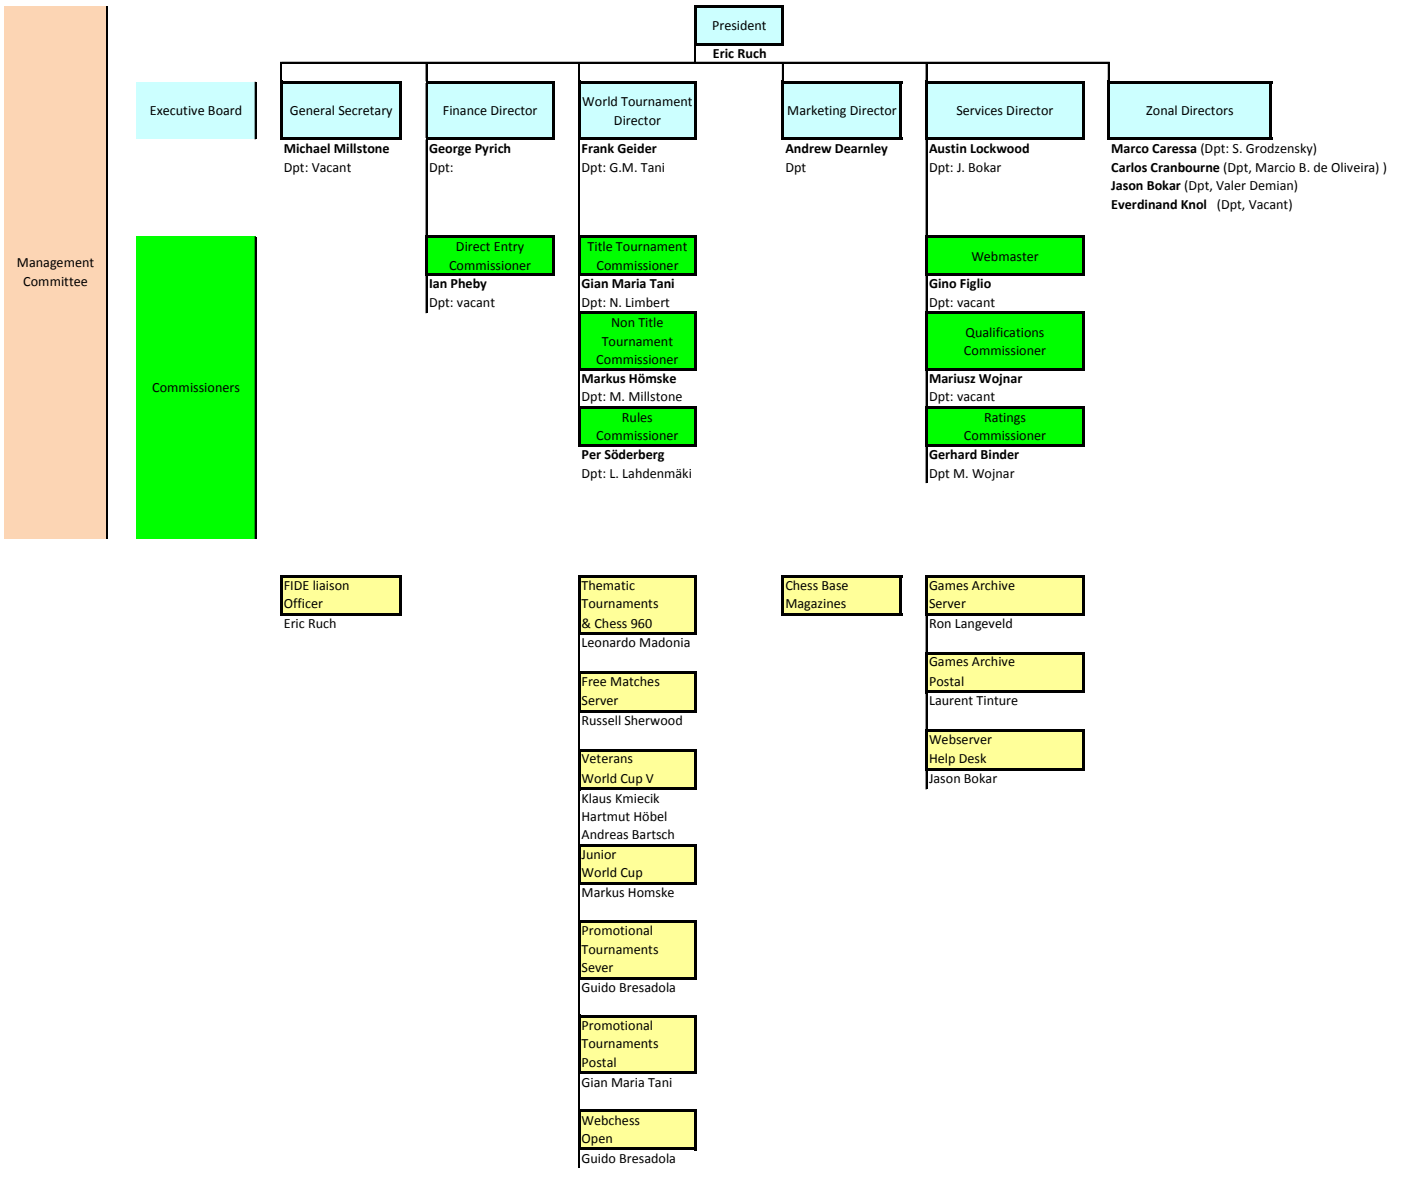 President
Eric Ruch
Management
Committee
Executive Board
General Secretary
Michael Millstone
Dpt: Vacant
Finance Director
George Pyrich
Dpt:
World Tournament
Director
Frank Geider
Dpt: G.M. Tani
Marketing Director
Andrew Dearnley
Dpt
Services Director
Austin Lockwood
Dpt: J. Bokar
Zonal Directors
Marco Caressa (Dpt: S. Grodzensky)
Carlos Cranbourne (Dpt, Marcio B. de Oliveira) )
Jason Bokar (Dpt, Valer Demian)
Everdinand Knol (Dpt, Vacant)
Commissioners
Direct Entry
Commissioner
Ian Pheby
Dpt: vacant
Title Tournament
Commissioner
Gian Maria Tani
Dpt: N. Limbert
Non Title
Tournament
Commissioner
Markus Hömske
Dpt: M. Millstone
Rules
Commissioner
Per Söderberg
Dpt: L. Lahdenmäki
Webmaster
Gino Figlio
Dpt: vacant
Qualifications
Commissioner
Mariusz Wojnar
Dpt: vacant
Ratings
Commissioner
Gerhard Binder
Dpt M. Wojnar
FIDE liaison
Officer
Eric Ruch
Thematic
Tournaments
& Chess 960
Leonardo Madonia
Free Matches
Server
Russell Sherwood
Veterans
World Cup V
Klaus Kmiecik
Hartmut Höbel
Andreas Bartsch
Junior
World Cup
Markus Homske
Promotional
Tournaments
Sever
Guido Bresadola
Promotional
Tournaments
Postal
Gian Maria Tani
Webchess
Open
Guido Bresadola
Chess Base
Magazines
Games Archive
Server
Ron Langeveld
Games Archive
Postal
Laurent Tinture
Webserver
Help Desk
Jason Bokar